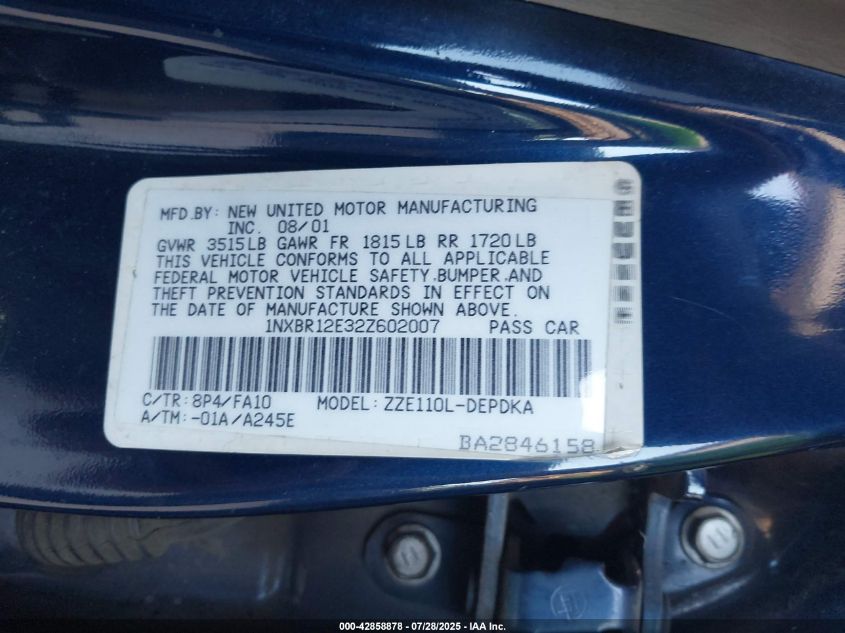 MFD.BY: NEW UNITED MOTOR MANUFACTURING
INC. 08/01
GVWR 3515LB GAWR FR 1815LB RR 1720LB
THIS VEHICLE CONFORMS TO ALL APPLICABLE
FEDERAL MOTOR VEHICLE SAFETY.BUMPER.AND
THEFT PREVENTION STANDARDS IN EFFECT ON
THE DATE OF MANUFACTURE SHOWN ABOVE.
1NXBR12E32Z602007 PASS CAR
C/TR: 8P4/FA10 MODEL: ZZE110L-DEPDKA
A/TM: -01A/A245E
BA2846158
000-42858878 - 07/28/2025 - IAA Inc.